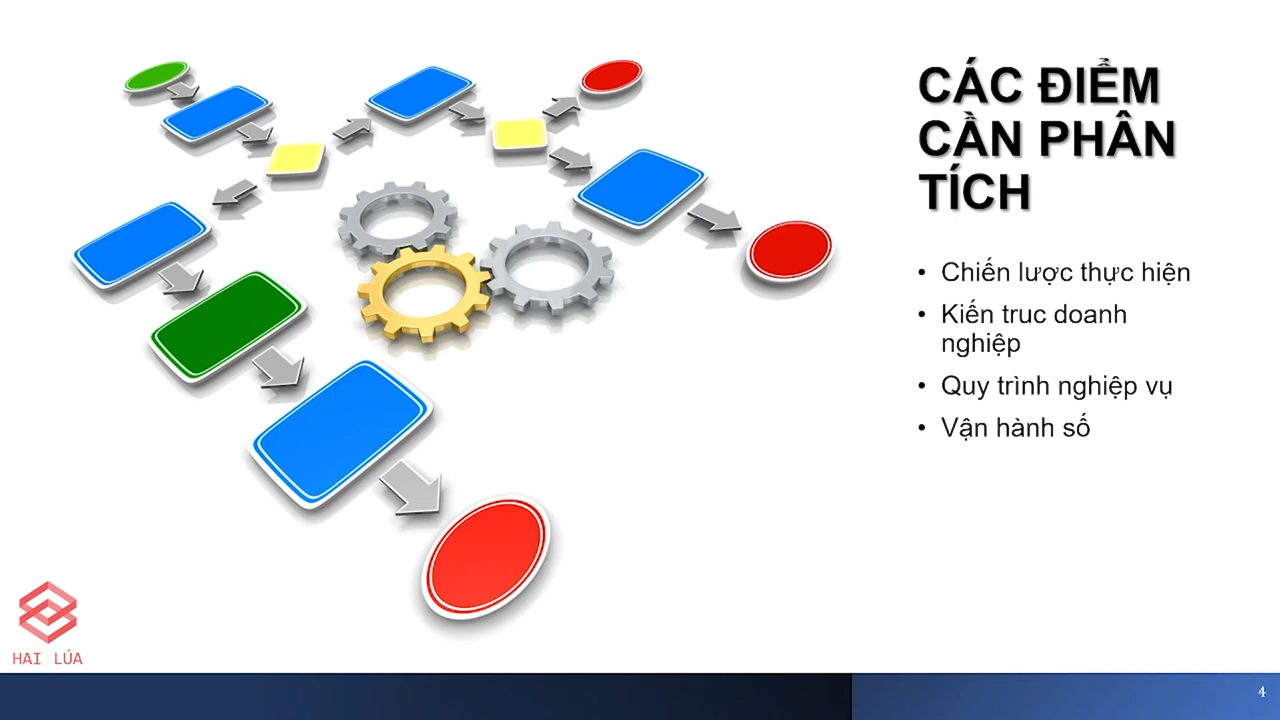 CÁC ĐIỂM
CẦN PHÂN
TÍCH
• Chiến lược thực hiện
• Kiến truc doanh
nghiệp
• Quy trình nghiệp vụ
• Vận hành số
HAI LÚA
4